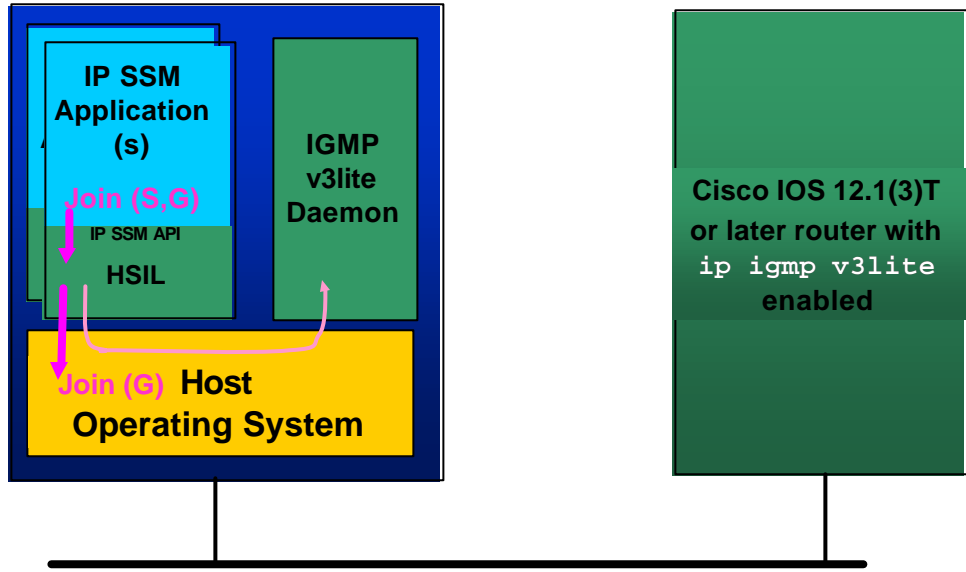 IP SSM
Application
(s)
Join (S,G)
IP SSM API
HSIL
IGMP
v3lite
Daemon
Join (G) Host
Operating System
Cisco IOS 12.1(3)T
or later router with
ip igmp v3lite
enabled